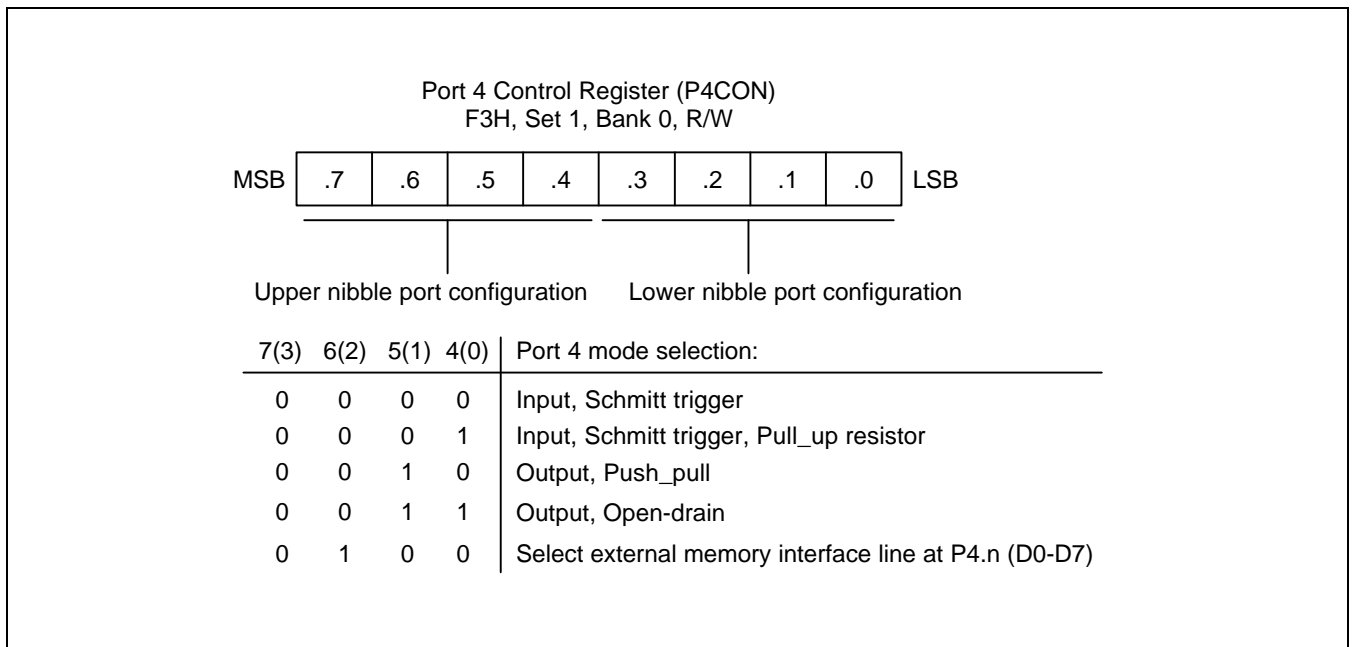 Port 4 Control Register (P4CON)
F3H, Set 1, Bank 0, R/W
MSB .7 .6 .5 .4 .3 .2 .1 .0 LSB
Upper nibble port configuration Lower nibble port configuration
7(3) 6(2) 5(1) 4(0) Port 4 mode selection:
0 0 0 0 Input, Schmitt trigger
0 0 0 1 Input, Schmitt trigger, Pull_up resistor
0 0 1 0 Output, Push_pull
0 0 1 1 Output, Open-drain
0 1 0 0 Select external memory interface line at P4.n (D0-D7)